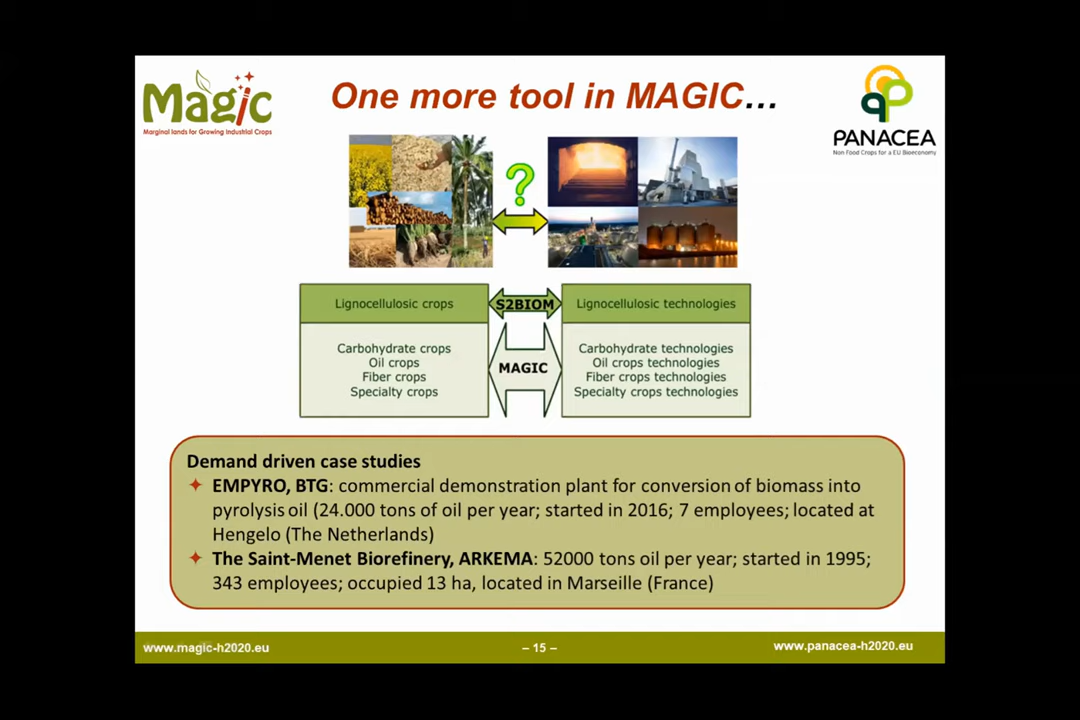 Magic
Marginal lands for Growing Industrial Crops
One more tool in MAGIC...
PANACEA
Non Food Crops for a EU Bioeconomy
?
Lignocellulosic crops
S2BIOM
Lignocellulosic technologies
Carbohydrate crops
Oil crops
Fiber crops
Specialty crops
MAGIC
Carbohydrate technologies
Oil crops technologies
Fiber crops technologies
Specialty crops technologies
Demand driven case studies
EMPYRO, BTG: commercial demonstration plant for conversion of biomass into
pyrolysis oil (24.000 tons of oil per year; started in 2016; 7 employees; located at
Hengelo (The Netherlands)
The Saint-Menet Biorefinery, ARKEMA: 52000 tons oil per year; started in 1995;
343 employees; occupied 13 ha, located in Marseille (France)
www.magic-h2020.eu
– 15 –
www.panacea-h2020.eu